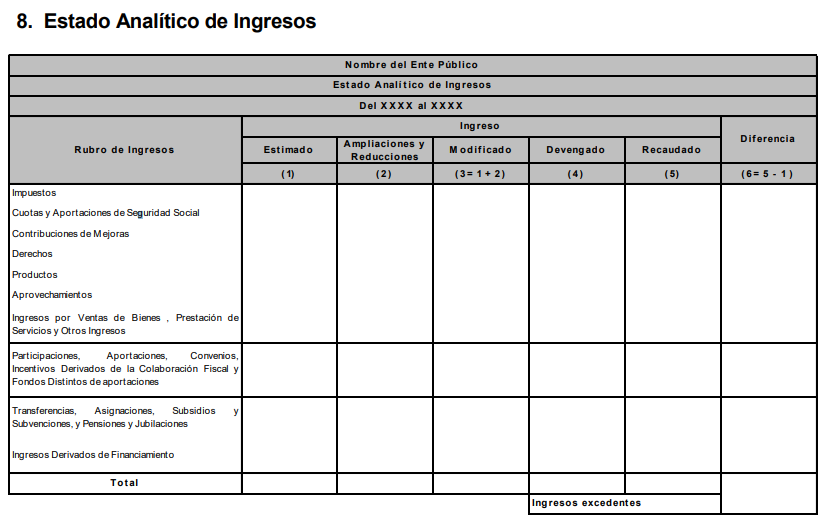 8. Estado Analítico de Ingresos
Nombre del Ente Público
Estado Analítico de Ingresos
Del XXXX al XXXX
Rubro de Ingresos
Ingreso
Diferencia
Estimado
Ampliaciones y
Reducciones
Modificado
Devengado
Recaudado
(1)
(2)
(3= 1 + 2)
(4)
(5)
(6= 5 - 1)
Impuestos
Cuotas y Aportaciones de Seguridad Social
Contribuciones de Mejoras
Derechos
Productos
Aprovechamientos
Ingresos por Ventas de Bienes , Prestación de
Servicios y Otros Ingresos
Participaciones, Aportaciones, Convenios,
Incentivos Derivados de la Colaboración Fiscal y
Fondos Distintos de aportaciones
Transferencias, Asignaciones, Subsidios y
Subvenciones, y Pensiones y Jubilaciones
Ingresos Derivados de Financiamiento
Total
Ingresos excedentes